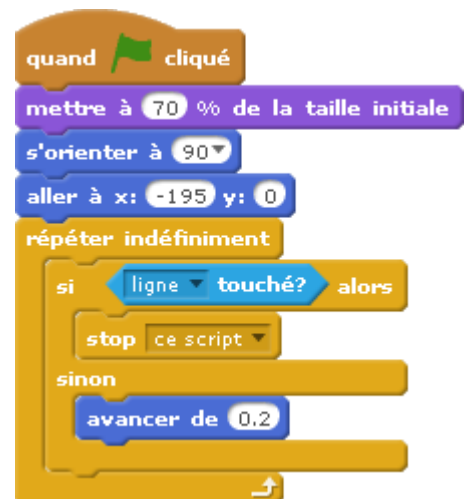 quand cliqué
mettre à 70 % de la taille initiale
s'orienter à 90
aller à x: -195 y: 0
répéter indéfiniment
si ligne touché? alors
stop ce script
sinon
avancer de 0.2